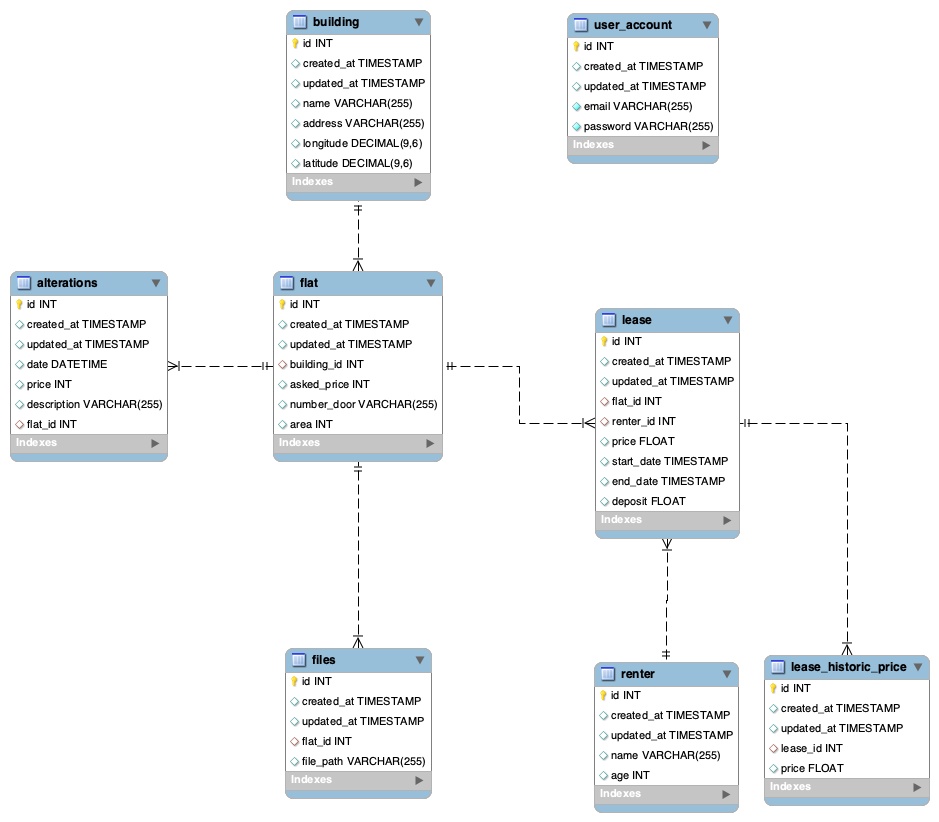 building
id INT
created_at TIMESTAMP
updated_at TIMESTAMP
name VARCHAR(255)
address VARCHAR(255)
longitude DECIMAL(9,6)
latitude DECIMAL(9,6)
Indexes
user_account
id INT
created_at TIMESTAMP
updated_at TIMESTAMP
email VARCHAR(255)
password VARCHAR(255)
Indexes
alterations
id INT
created_at TIMESTAMP
updated_at TIMESTAMP
date DATETIME
price INT
description VARCHAR(255)
flat_id INT
Indexes
flat
id INT
created_at TIMESTAMP
updated_at TIMESTAMP
building_id INT
asked_price INT
number_door VARCHAR(255)
area INT
Indexes
lease
id INT
created_at TIMESTAMP
updated_at TIMESTAMP
flat_id INT
renter_id INT
price FLOAT
start_date TIMESTAMP
end_date TIMESTAMP
deposit FLOAT
Indexes
files
id INT
created_at TIMESTAMP
updated_at TIMESTAMP
flat_id INT
file_path VARCHAR(255)
Indexes
renter
id INT
created_at TIMESTAMP
updated_at TIMESTAMP
name VARCHAR(255)
age INT
Indexes
lease_historic_price
id INT
created_at TIMESTAMP
updated_at TIMESTAMP
lease_id INT
price FLOAT
Indexes